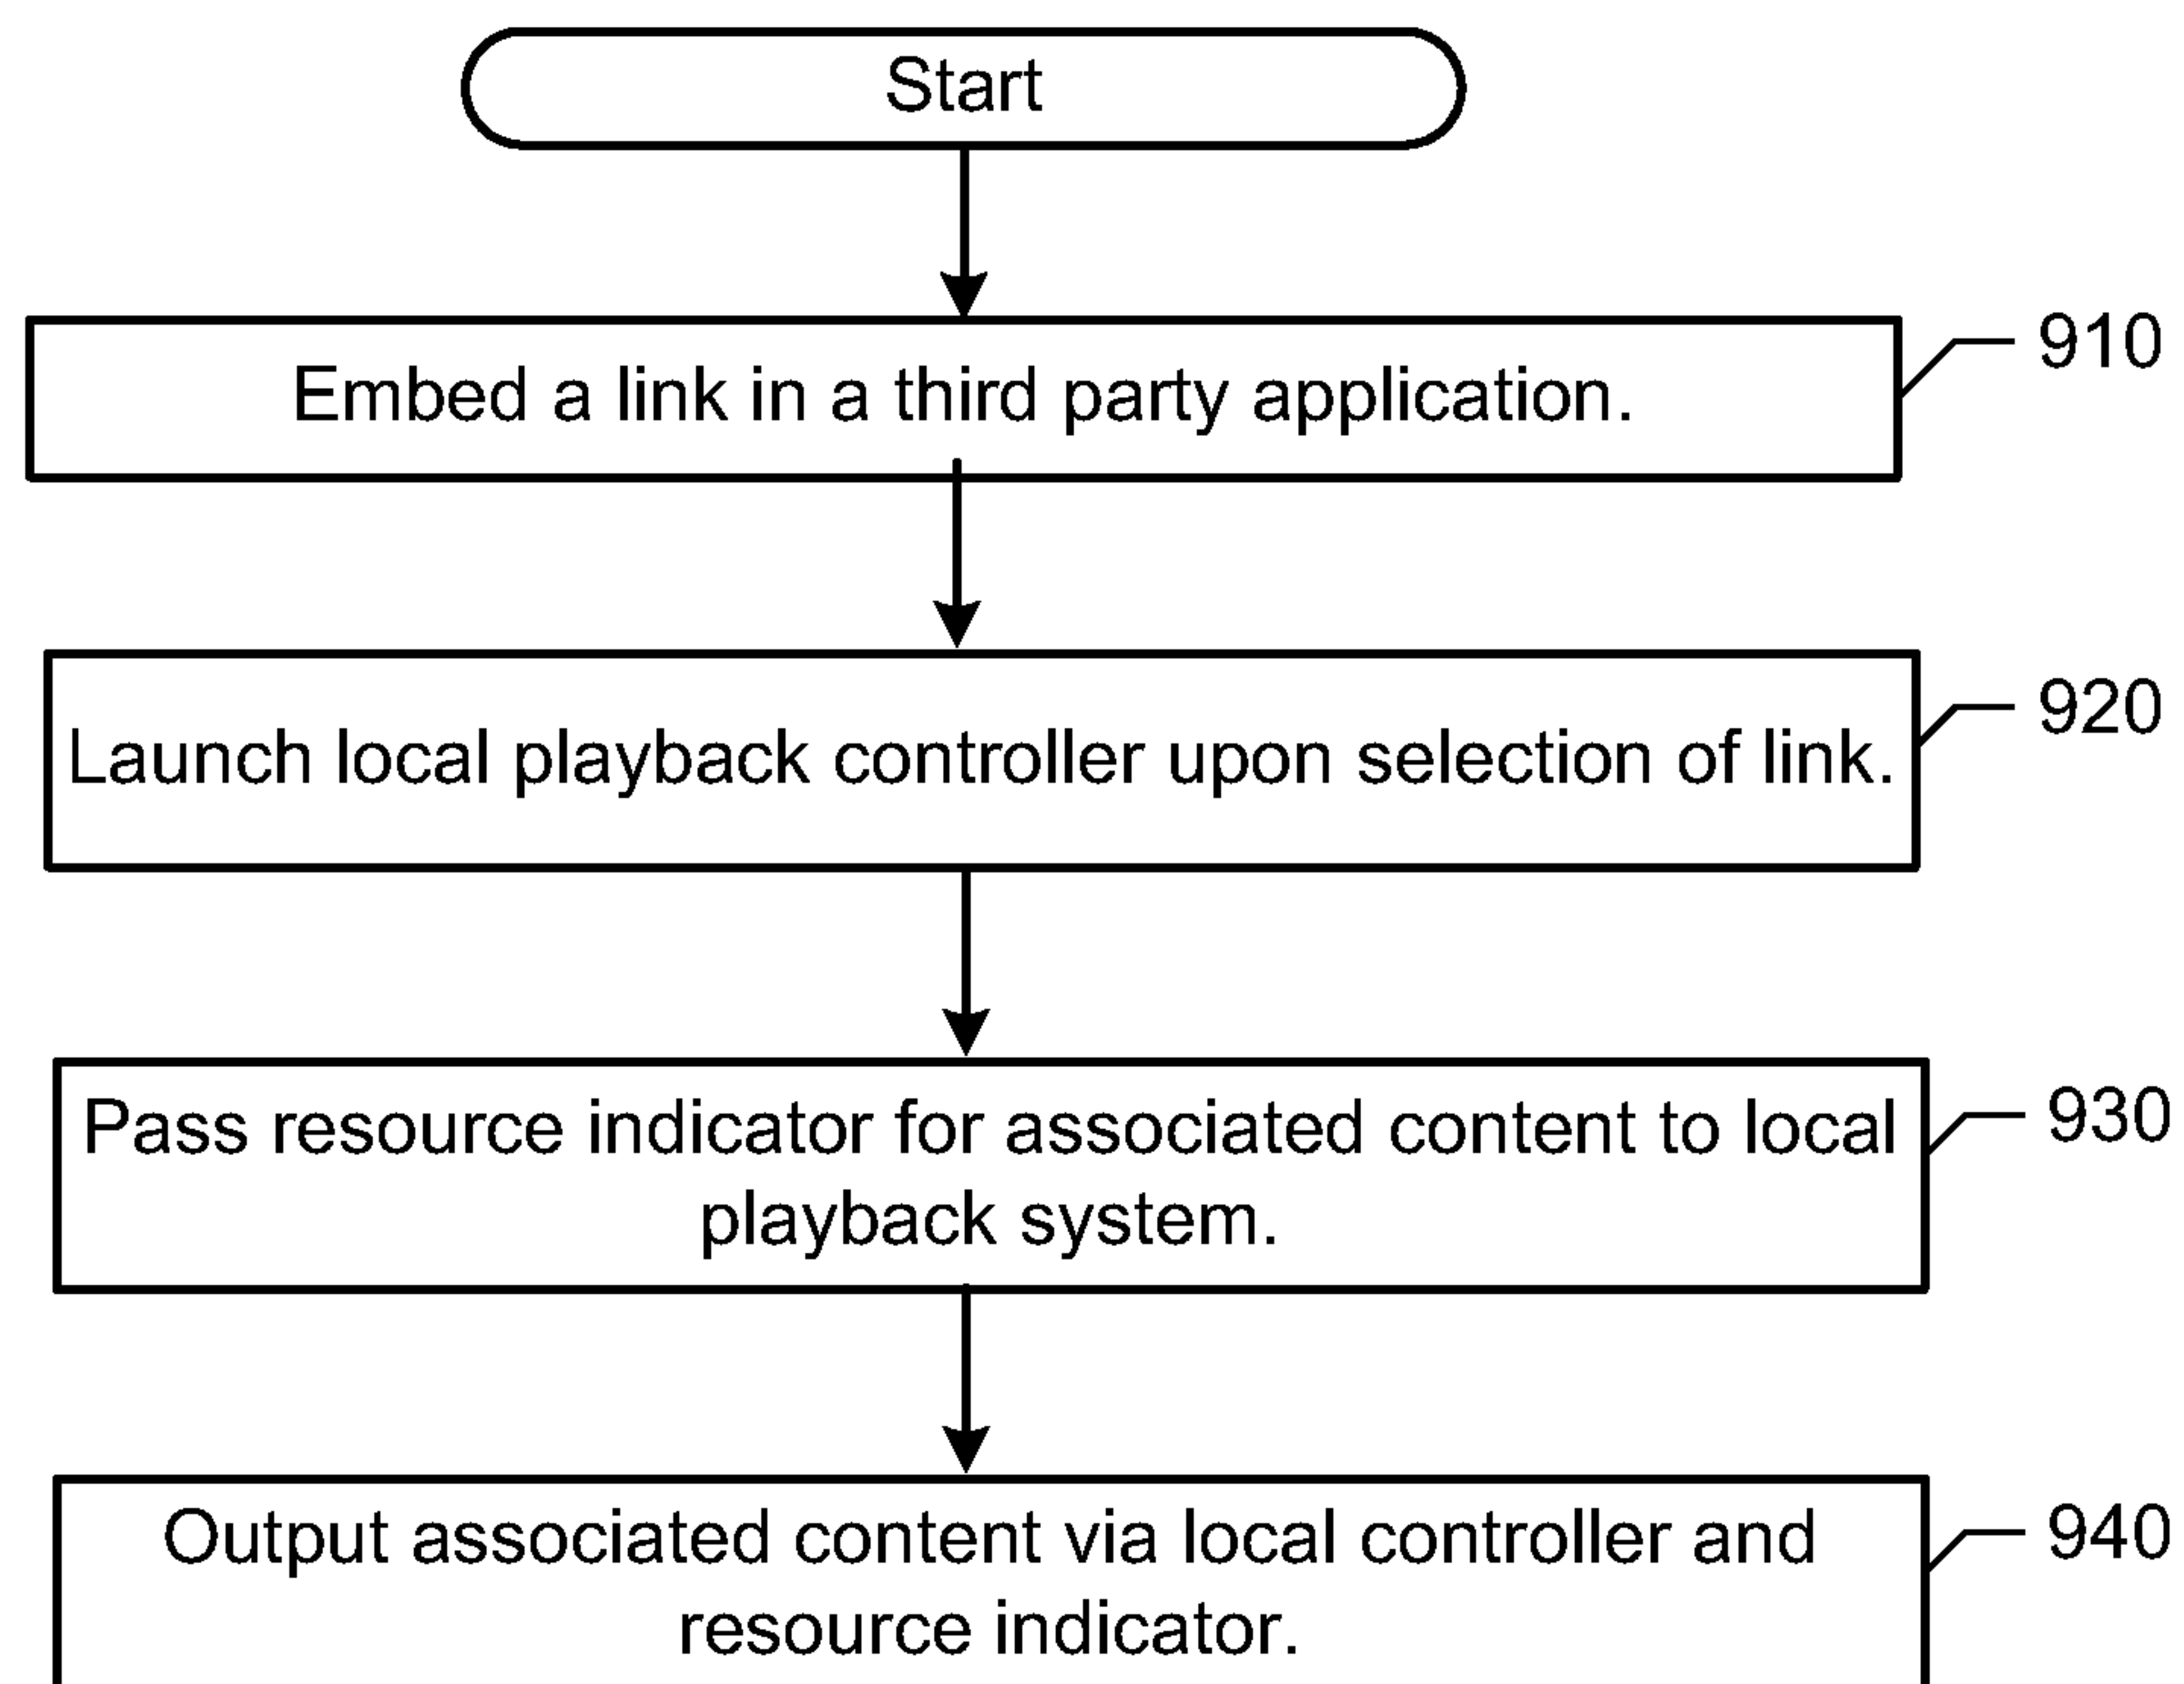 Start
Embed a link in a third party application.
910
Launch local playback controller upon selection of link.
920
Pass resource indicator for associated content to local
playback system.
930
Output associated content via local controller and
resource indicator.
940